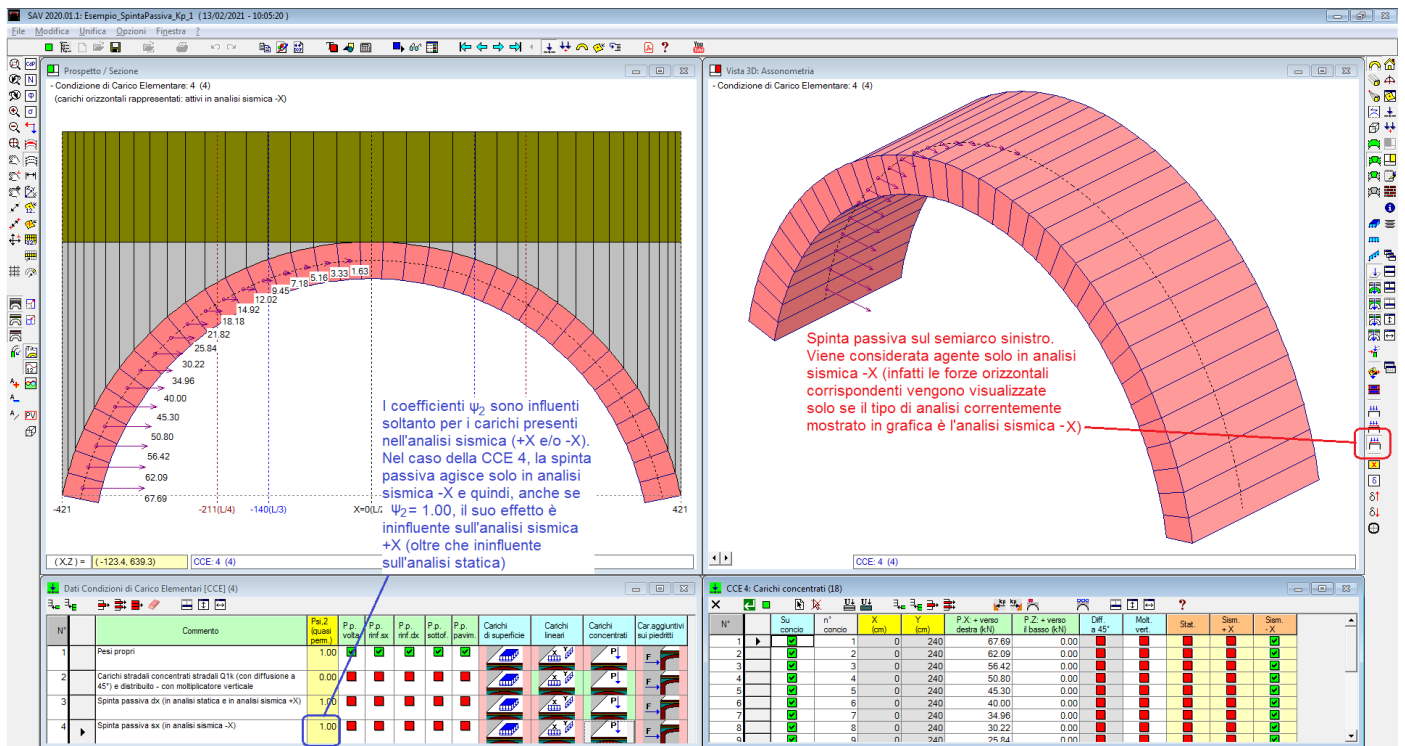 SAV 2020.01.1: Esempio_SpintaPassiva_Kp_1 (13/02/2021 - 10:05:20 )
File Modifica Unifica Opzioni Finestra ?
Prospetto / Sezione
- Condizione di Carico Elementare: 4 (4)
(carichi orizzontali rappresentati: attivi in analisi sismica -X)
1.63
3.33
5.16
7.18
9.45
12.02
14.92
18.18
21.82
25.84
30.22
34.96
40.00
45.30
50.80
56.42
62.09
67.69
-421
-211(L/4)
-140(L/3)
X=0(L/
421
I coefficienti ψ2 sono influenti
soltanto per i carichi presenti
nell'analisi sismica (+X e/o -X).
Nel caso della CCE 4, la spinta
passiva agisce solo in analisi
sismica -X e quindi, anche se
ψ2= 1.00, il suo effetto è
ininfluente sull'analisi sismica
+X (oltre che ininfluente
sull'analisi statica)
(X,Z) = (-123.4, 639.3) CCE: 4 (4)
Vista 3D: Assonometria
- Condizione di Carico Elementare: 4 (4)
Spinta passiva sul semiarco sinistro.
Viene considerata agente solo in analisi
sismica -X (infatti le forze orizzontali
corrispondenti vengono visualizzate
solo se il tipo di analisi correntemente
mostrato in grafica è l'analisi sismica -X)
CCE: 4 (4)
Dati Condizioni di Carico Elementari [CCE] (4)
N° Commento Psi,2 (quasi perm.) P.p. volta P.p. rinf.sx P.p. rinf.dx P.p. sottof. P.p. pavim. Carichi di superficie Carichi lineari Carichi concentrati Car.aggiuntivi sui piedritti
1 Pesi propri 1.00
2 Carichi stradali concentrati stradali Q1k (con diffusione a 45°) e distribuito - con moltiplicatore verticale 0.00
3 Spinta passiva dx (in analisi statica e in analisi sismica +X) 1.00
4 Spinta passiva sx (in analisi sismica -X) 1.00
CCE 4: Carichi concentrati (18)
N° Su concio n° concio X (cm) Y (cm) P.X: + verso destra (kN) P.Z: + verso il basso (kN) Diff. a 45° Molt. vert. Stat. Sism. + X Sism. - X
1 1 0 240 67.69 0.00
2 2 0 240 62.09 0.00
3 3 0 240 56.42 0.00
4 4 0 240 50.80 0.00
5 5 0 240 45.30 0.00
6 6 0 240 40.00 0.00
7 7 0 240 34.96 0.00
8 8 0 240 30.22 0.00
9 9 0 240 25.84 0.00